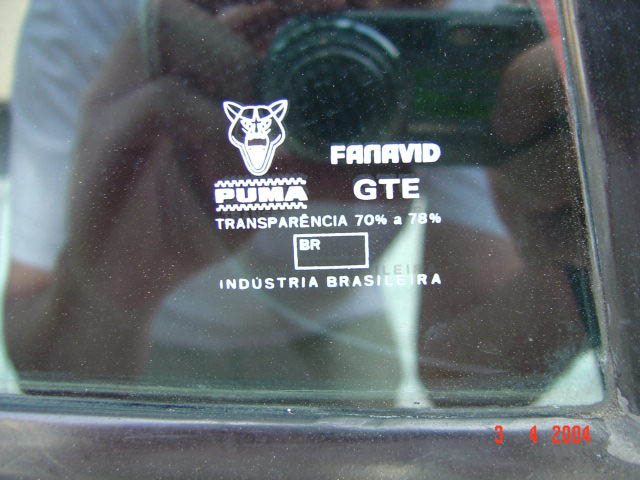 FANAVID
PUMA GTE
TRANSPARÊNCIA 70% a 78%
BR
INDÚSTRIA BRASILEIRA
3 4 2004